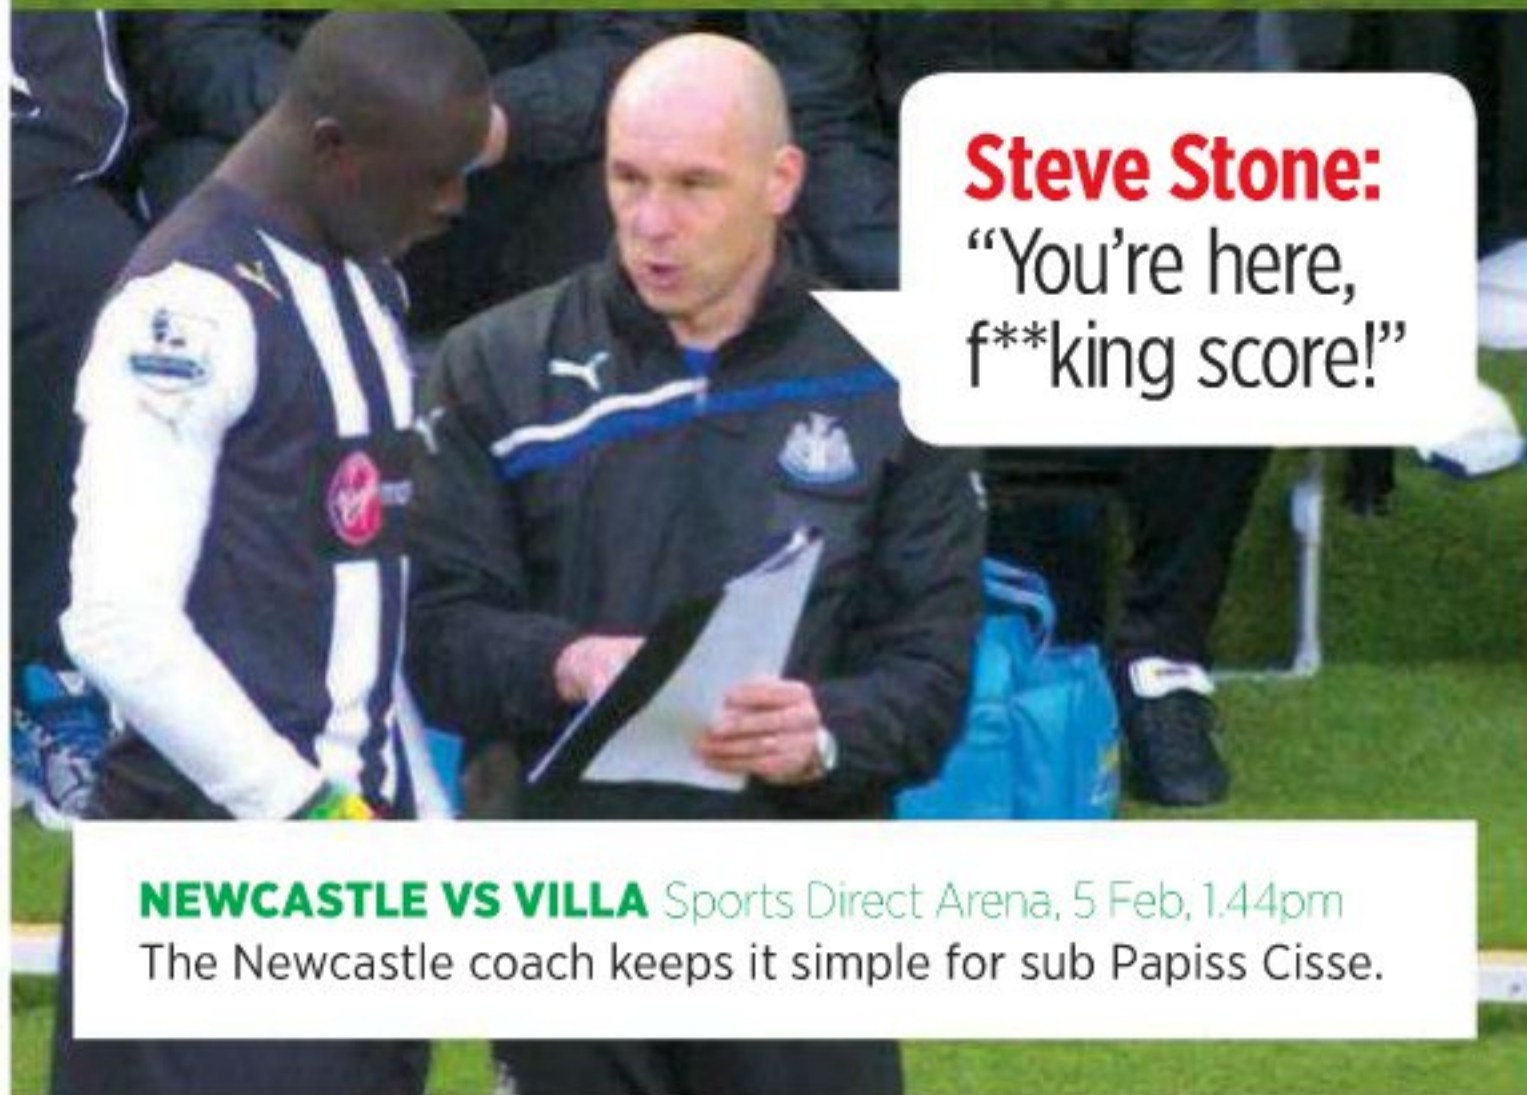 Steve Stone:
“You’re here,
f**king score!”
NEWCASTLE VS VILLA Sports Direct Arena, 5 Feb, 1.44pm
The Newcastle coach keeps it simple for sub Papiss Cisse.